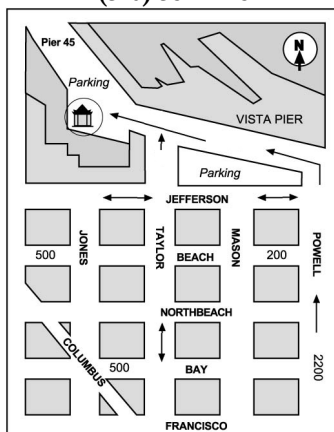 Pier 45
N
Parking
VISTA PIER
Parking
JEFFERSON
JONES
TAYLOR
MASON
POWELL
500
BEACH
200
NORTHBEACH
COLUMBUS
500
BAY
2200
FRANCISCO